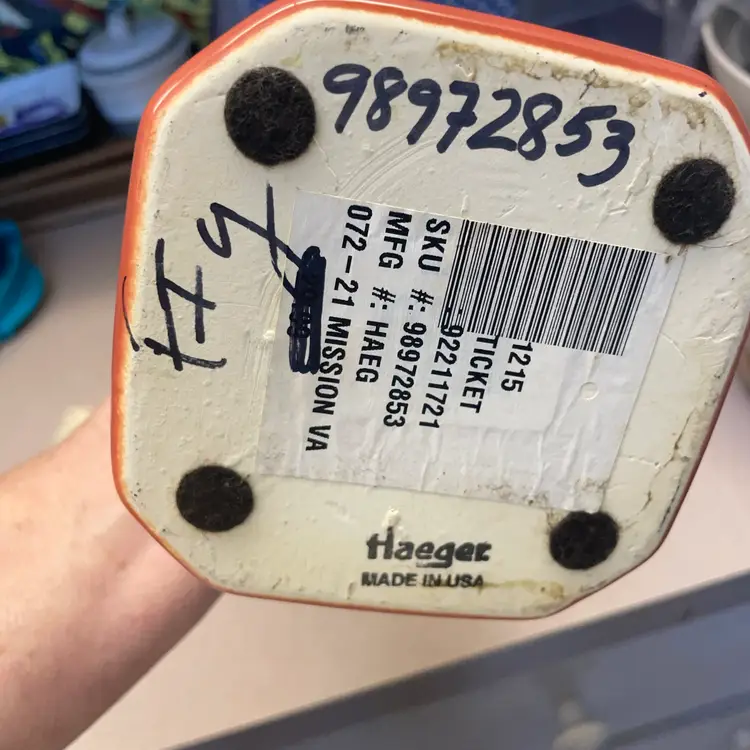 98972853
1215
TICKET
92211721
SKU #: 98972853
MFG #: HAEG
072-21 MISSION VA
Haeger
MADE IN USA